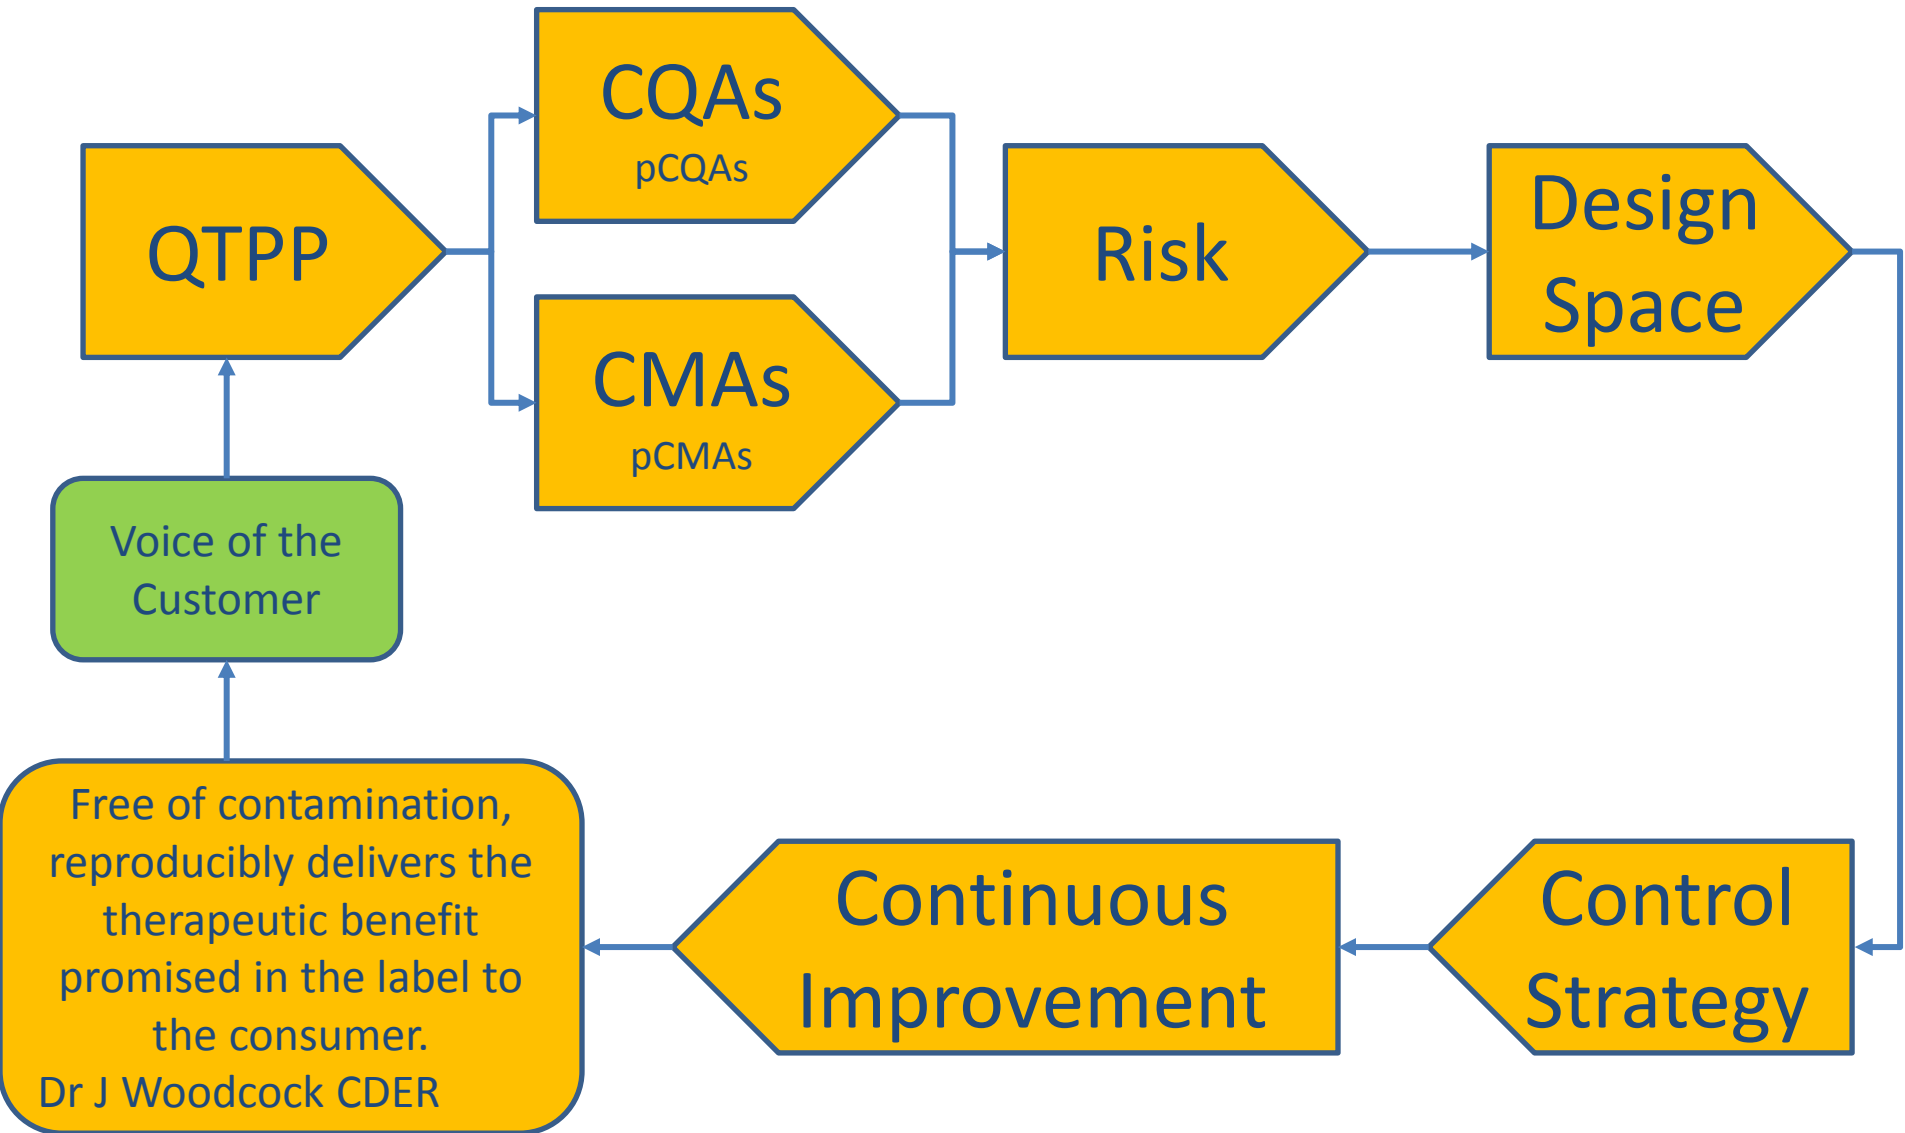 QTPP
CQAs
pCQAs
CMAs
pCMAs
Risk
Design
Space
Voice of the
Customer
Free of contamination,
reproducibly delivers the
therapeutic benefit
promised in the label to
the consumer.
Dr J Woodcock CDER
Continuous
Improvement
Control
Strategy